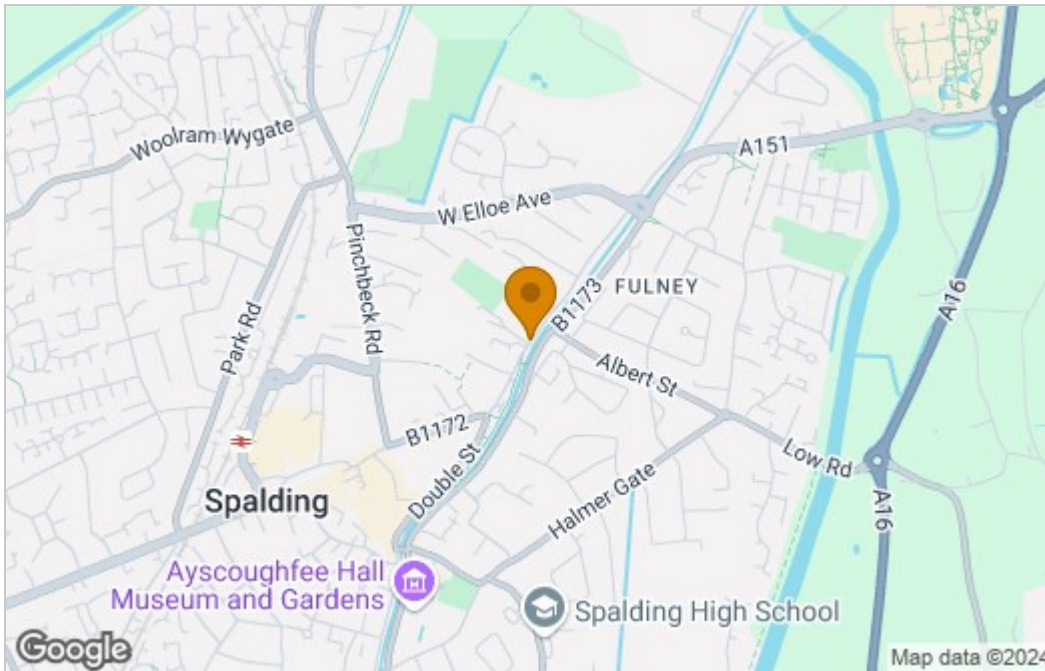 Woolram Wygate
A151
W Elloe Ave
Pinchbeck Rd
B1173
FULNEY
A16
Park Rd
Albert St
B1172
Low Rd
Double St
Spalding
Halmer Gate
A16
Ayscoughfee Hall
Museum and Gardens
Spalding High School
Google
Map data ©2024